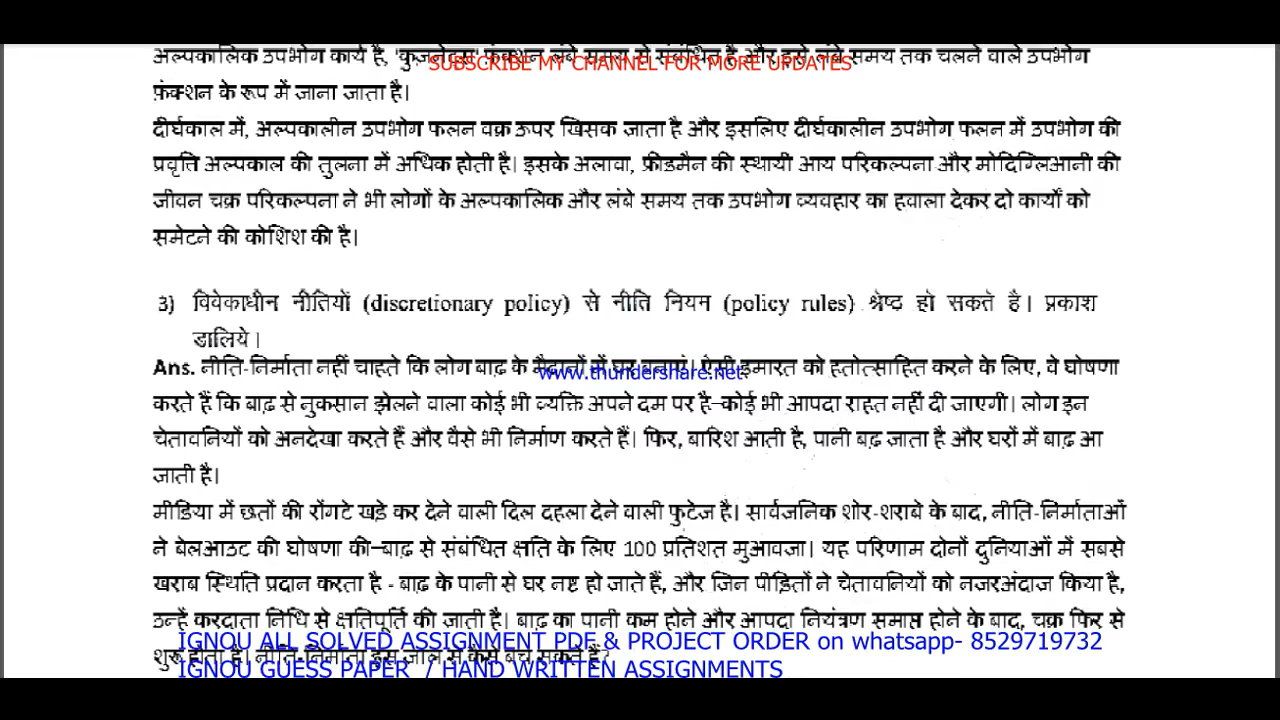 अल्पकालिक उपभोग कार्य है, 'कुजनेट्स' फंक्शन लंबे समय से संबंधित है और इसे लंबे समय तक चलने वाले उपभोग
SUBSCRIBE MY CHANNEL FOR MORE UPDATES
फ़ंक्शन के रूप में जाना जाता है।
दीर्घकाल में, अल्पकालीन उपभोग फलन वक्र ऊपर खिसक जाता है और इसलिए दीर्घकालीन उपभोग फलन में उपभोग की
प्रवृत्ति अल्पकाल की तुलना में अधिक होती है। इसके अलावा, फ्रीडमैन की स्थायी आय परिकल्पना और मोदिग्लिआनी की
जीवन चक्र परिकल्पना ने भी लोगों के अल्पकालिक और लंबे समय तक उपभोग व्यवहार का हवाला देकर दो कार्यों को
समेटने की कोशिश की है।
3) विवेकाधीन नीतियों (discretionary policy) से नीति नियम (policy rules) श्रेष्ठ हो सकते है। प्रकाश
डालिये।
Ans. नीति-निर्माता नहीं चाहते कि लोग बाढ़ के मैदानों में घर बनाएं। ऐसी इमारत को हतोत्साहित करने के लिए, वे घोषणा
www.thundershare.net
करते हैं कि बाढ़ से नुकसान झेलने वाला कोई भी व्यक्ति अपने दम पर है—कोई भी आपदा राहत नहीं दी जाएगी। लोग इन
चेतावनियों को अनदेखा करते हैं और वैसे भी निर्माण करते हैं। फिर, बारिश आती है, पानी बढ़ जाता है और घरों में बाढ़ आ
जाती है।
मीडिया में छतों की रोंगटे खड़े कर देने वाली दिल दहला देने वाली फुटेज है। सार्वजनिक शोर-शराबे के बाद, नीति-निर्माताओं
ने बेलआउट की घोषणा की—बाढ़ से संबंधित क्षति के लिए 100 प्रतिशत मुआवजा। यह परिणाम दोनों दुनियाओं में सबसे
खराब स्थिति प्रदान करता है - बाढ़ के पानी से घर नष्ट हो जाते हैं, और जिन पीड़ितों ने चेतावनियों को नजरअंदाज किया है,
उन्हें करदाता निधि से क्षतिपूर्ति की जाती है। बाढ़ का पानी कम होने और आपदा नियंत्रण समाप्त होने के बाद, चक्र फिर से
IGNOU ALL SOLVED ASSIGNMENT PDF & PROJECT ORDER on whatsapp- 8529719732
शुरू होता है। नीति-निर्माता इस जाल से कैसे बच सकते हैं?
IGNOU GUESS PAPER / HAND WRITTEN ASSIGNMENTS